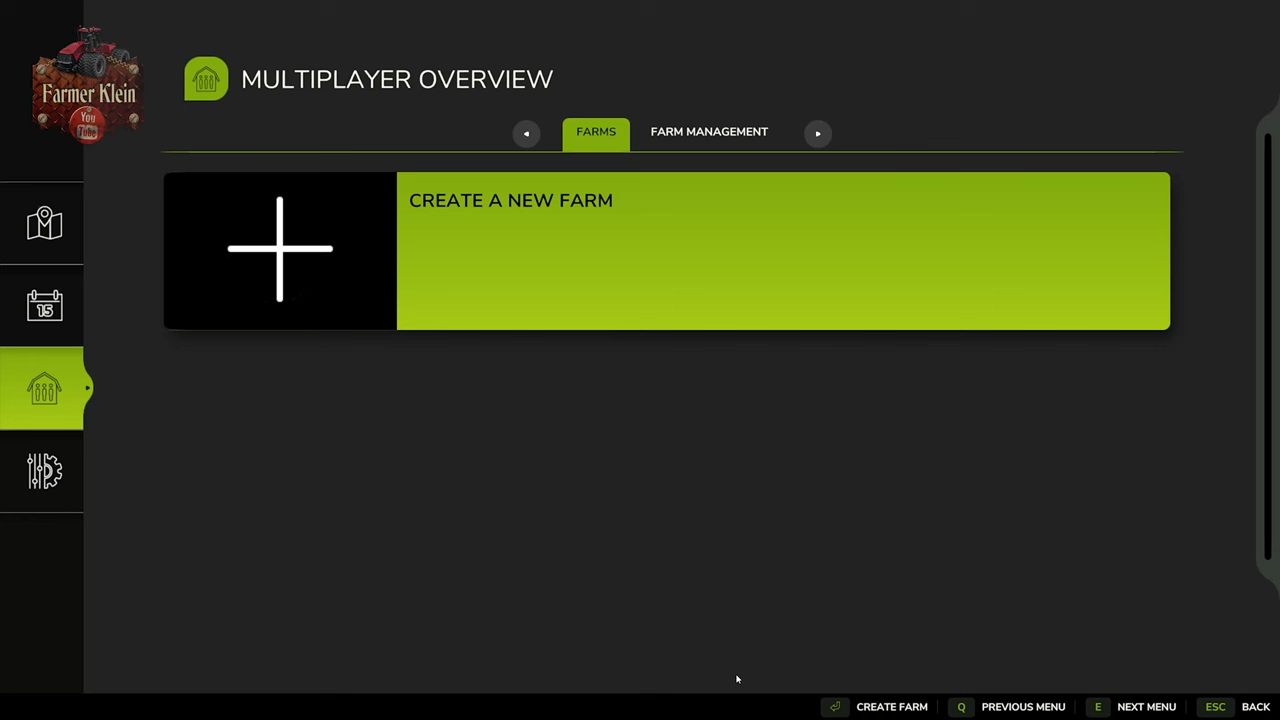 Farmer Klein
You
Tube
MULTIPLAYER OVERVIEW
FARMS
FARM MANAGEMENT
CREATE A NEW FARM
15
CREATE FARM
Q PREVIOUS MENU
E NEXT MENU
ESC BACK